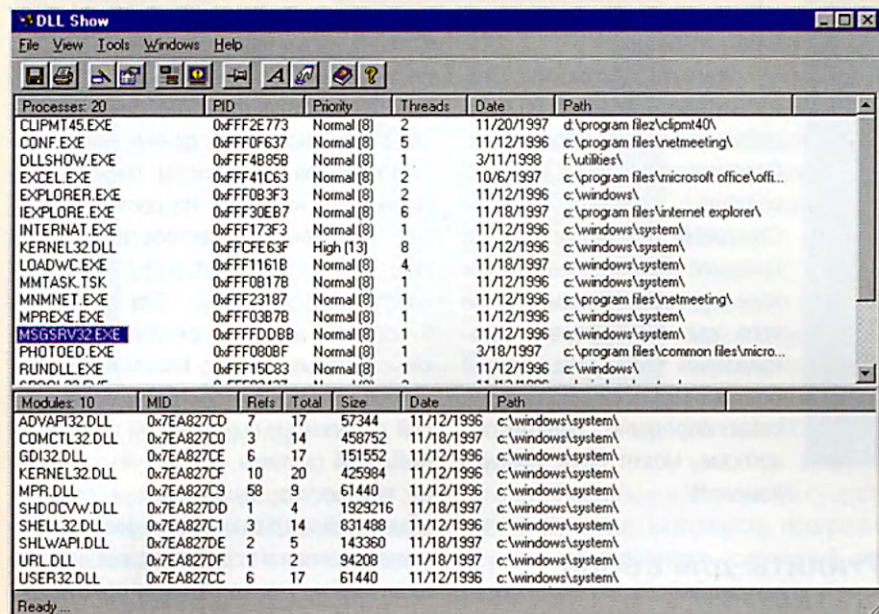 DLL Show
File View Tools Windows Help
Processes: 20 PID Priority Threads Date Path
CLIPMT45.EXE 0xFFF2E773 Normal (8) 2 11/20/1997 d:\program filez\clipmt40\
CONF.EXE 0xFFF0F637 Normal (8) 5 11/12/1996 c:\program files\netmeeting\
DLLSHOW.EXE 0xFFF4B85B Normal (8) 1 3/11/1998 f:\utilities\
EXCEL.EXE 0xFFF41C63 Normal (8) 1 10/6/1997 c:\program files\microsoft office\offi...
EXPLORER.EXE 0xFFF0B3F3 Normal (8) 2 11/12/1996 c:\windows\
IEXPLORE.EXE 0xFFF30EB7 Normal (8) 6 11/18/1997 c:\program files\internet explorer\
INTERNAT.EXE 0xFFF173F3 Normal (8) 1 11/12/1996 c:\windows\system\
KERNEL32.DLL 0xFFCFE63F High (13) 8 11/12/1996 c:\windows\system\
LOADWC.EXE 0xFFF1161B Normal (8) 4 11/18/1997 c:\windows\system\
MMTASK.TSK 0xFFF0B17B Normal (8) 1 11/12/1996 c:\windows\system\
MNMNET.EXE 0xFFF23187 Normal (8) 1 11/12/1996 c:\program files\netmeeting\
MPREXE.EXE 0xFFF03B7B Normal (8) 1 11/12/1996 c:\windows\system\
MSGSRV32.EXE 0xFFFFDDBB Normal (8) 1 11/12/1996 c:\windows\system\
PHOTOED.EXE 0xFFF080BF Normal (8) 1 3/18/1997 c:\program files\common files\micro...
RUNDLL.EXE 0xFFF15C83 Normal (8) 1 11/12/1996 c:\windows\
Modules: 10 MID Refs Total Size Date Path
ADVAPI32.DLL 0x7EA827CD 5 17 57344 11/12/1996 c:\windows\system\
COMCTL32.DLL 0x7EA827C0 1 14 458752 11/18/1997 c:\windows\system\
GDI32.DLL 0x7EA827CE 5 17 151552 11/12/1996 c:\windows\system\
KERNEL32.DLL 0x7EA827CF 10 20 425984 11/12/1996 c:\windows\system\
MPR.DLL 0x7EA827C9 58 9 61440 11/12/1996 c:\windows\system\
SHDOCVW.DLL 0x7EA827DD 4 1929216 11/18/1997 c:\windows\system\
SHELL32.DLL 0x7EA827C1 3 14 831488 11/12/1996 c:\windows\system\
SHLWAPI.DLL 0x7EA827DE 5 143360 11/18/1997 c:\windows\system\
URL.DLL 0x7EA827DF 1 2 94208 11/18/1997 c:\windows\system\
USER32.DLL 0x7EA827CC 6 17 61440 11/12/1996 c:\windows\system\
Ready ...